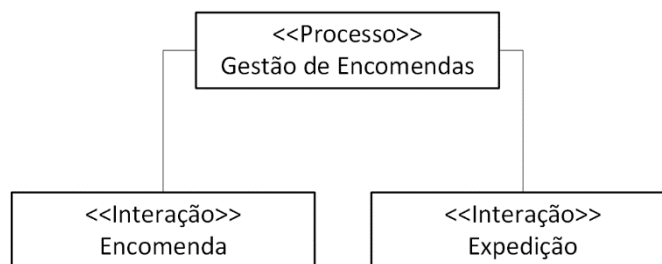 <<Processo>>
Gestão de Encomendas
<<Interação>>
Encomenda
<<Interação>>
Expedição